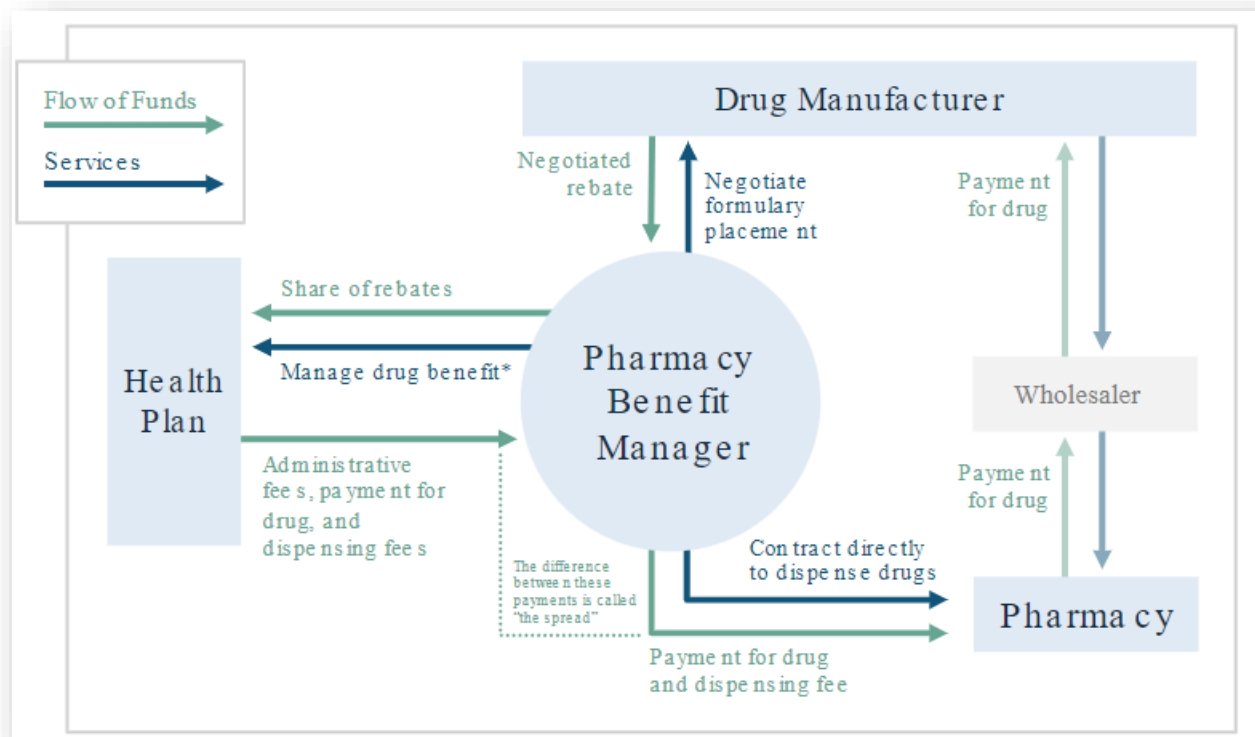 Flow of Funds
Services
Drug Manufacturer
Negotiated
rebate
Negotiate
formulary
placement
Payment
for drug
Share of rebates
Manage drug benefit*
Health
Plan
Pharmacy
Benefit
Manager
Wholesaler
Administrative
fees, payment for
drug, and
dispensing fees
Payment
for drug
The difference
between these
payments is called
"the spread"
Contract directly
to dispense drugs
Pharmacy
Payment for drug
and dispensing fee